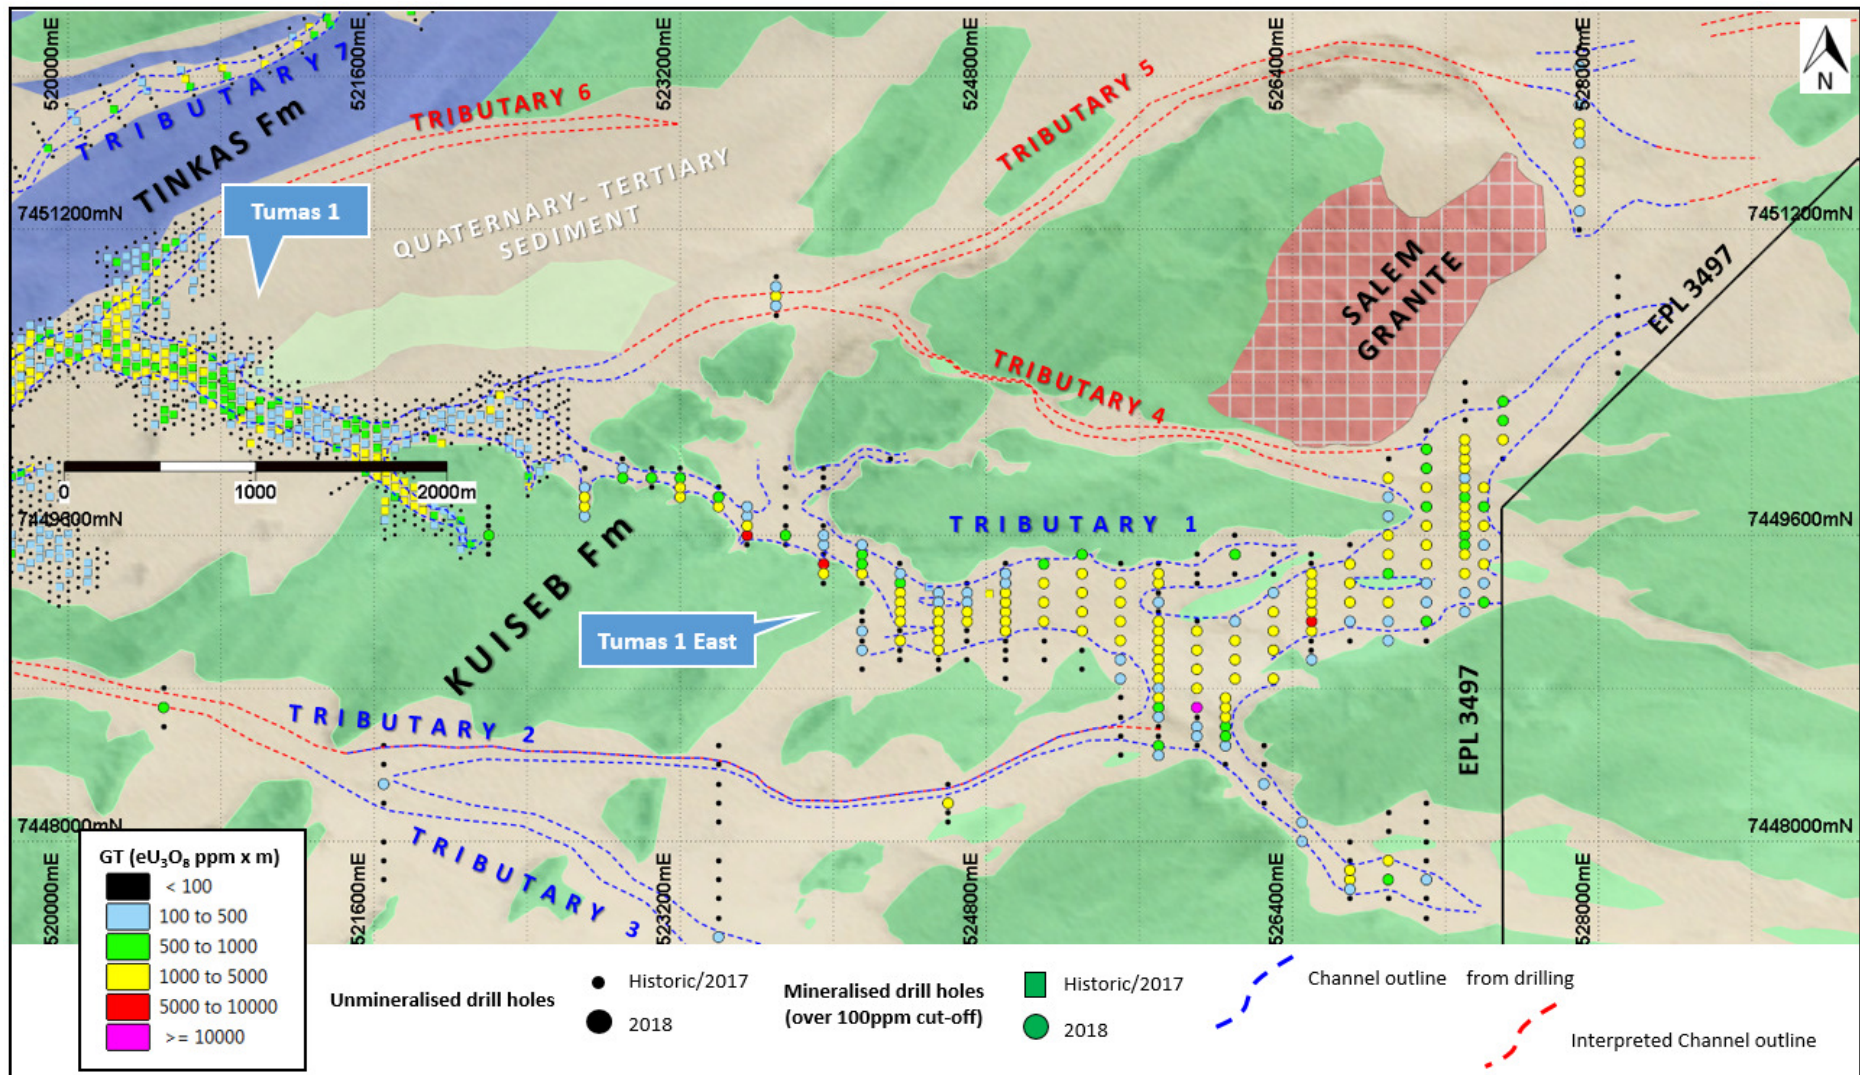 520000mE
521600mE
523200mE
524800mE
526400mE
528000mE
N
TRIBUTARY 7
TINKAS Fm
TRIBUTARY 6
TRIBUTARY 5
QUATERNARY- TERTIARY
SEDIMENT
7451200mN
7451200mN
Tumas 1
SALEM
GRANITE
EPL 3497
TRIBUTARY 4
0
1000
2000m
7449600mN
7449600mN
TRIBUTARY 1
KUISEB Fm
Tumas 1 East
EPL 3497
TRIBUTARY 2
7448000mN
7448000mN
TRIBUTARY 3
520000mE
521600mE
523200mE
524800mE
526400mE
528000mE
GT (eU₃O₈ ppm x m)
< 100
100 to 500
500 to 1000
1000 to 5000
5000 to 10000
>= 10000
Unmineralised drill holes
Historic/2017
2018
Mineralised drill holes
(over 100ppm cut-off)
Historic/2017
2018
Channel outline from drilling
Interpreted Channel outline